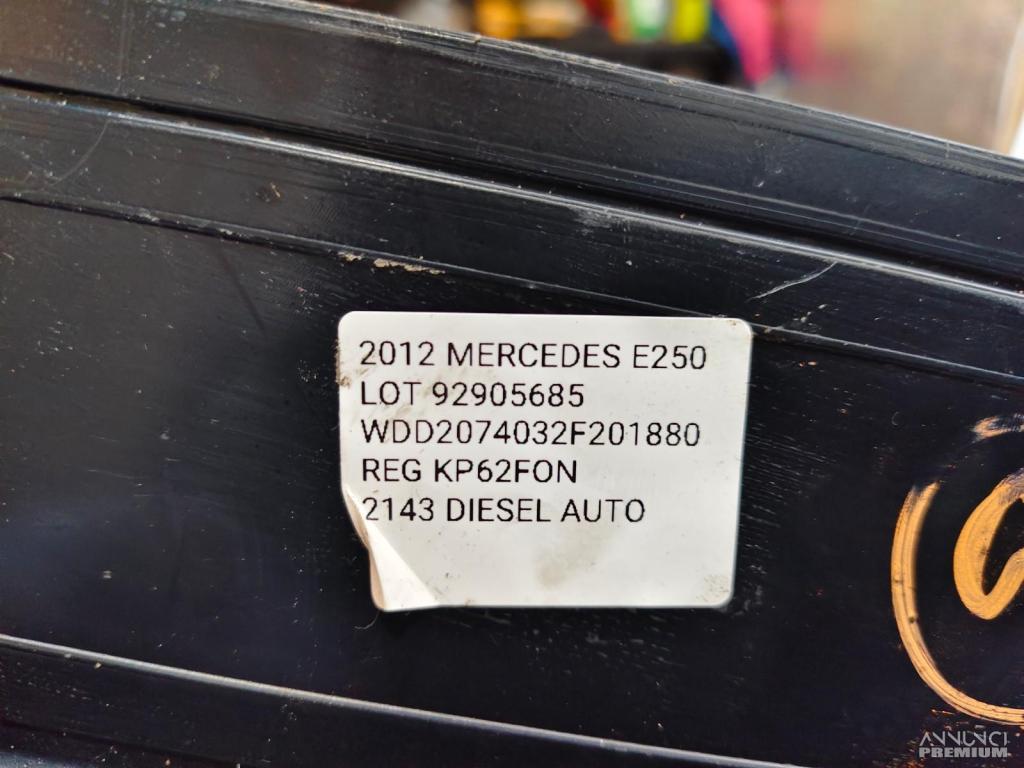 2012 MERCEDES E250
LOT 92905685
WDD2074032F201880
REG KP62FON
2143 DIESEL AUTO
ANNUNCI
PREMIUM